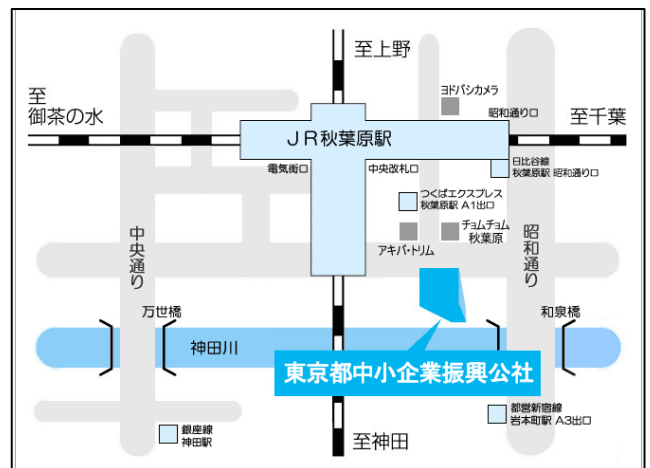 至上野
至
御茶の水
ヨドバシカメラ
昭和通り口
至千葉
JR秋葉原駅
電気街口
中央改札口
日比谷線
秋葉原駅 昭和通り口
つくばエクスプレス
秋葉原駅 A1出口
チョムチョム
秋葉原
アキバ・トリム
中央通り
昭和通り
万世橋
和泉橋
神田川
東京都中小企業振興公社
銀座線
神田駅
都営新宿線
岩本町駅 A3出口
至神田